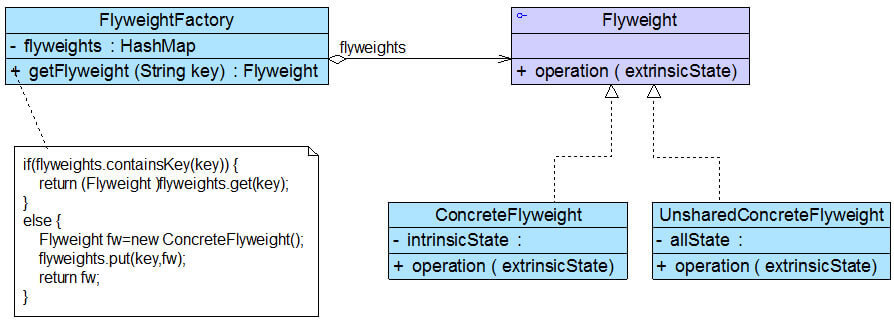 FlyweightFactory
- flyweights : HashMap
+ getFlyweight (String key) : Flyweight
flyweights
Flyweight
+ operation ( extrinsicState)
if(flyweights.containsKey(key)) {
return (Flyweight )flyweights.get(key);
}
else {
Flyweight fw=new ConcreteFlyweight();
flyweights.put(key,fw);
return fw;
}
ConcreteFlyweight
- intrinsicState :
+ operation ( extrinsicState)
UnsharedConcreteFlyweight
- allState :
+ operation ( extrinsicState)